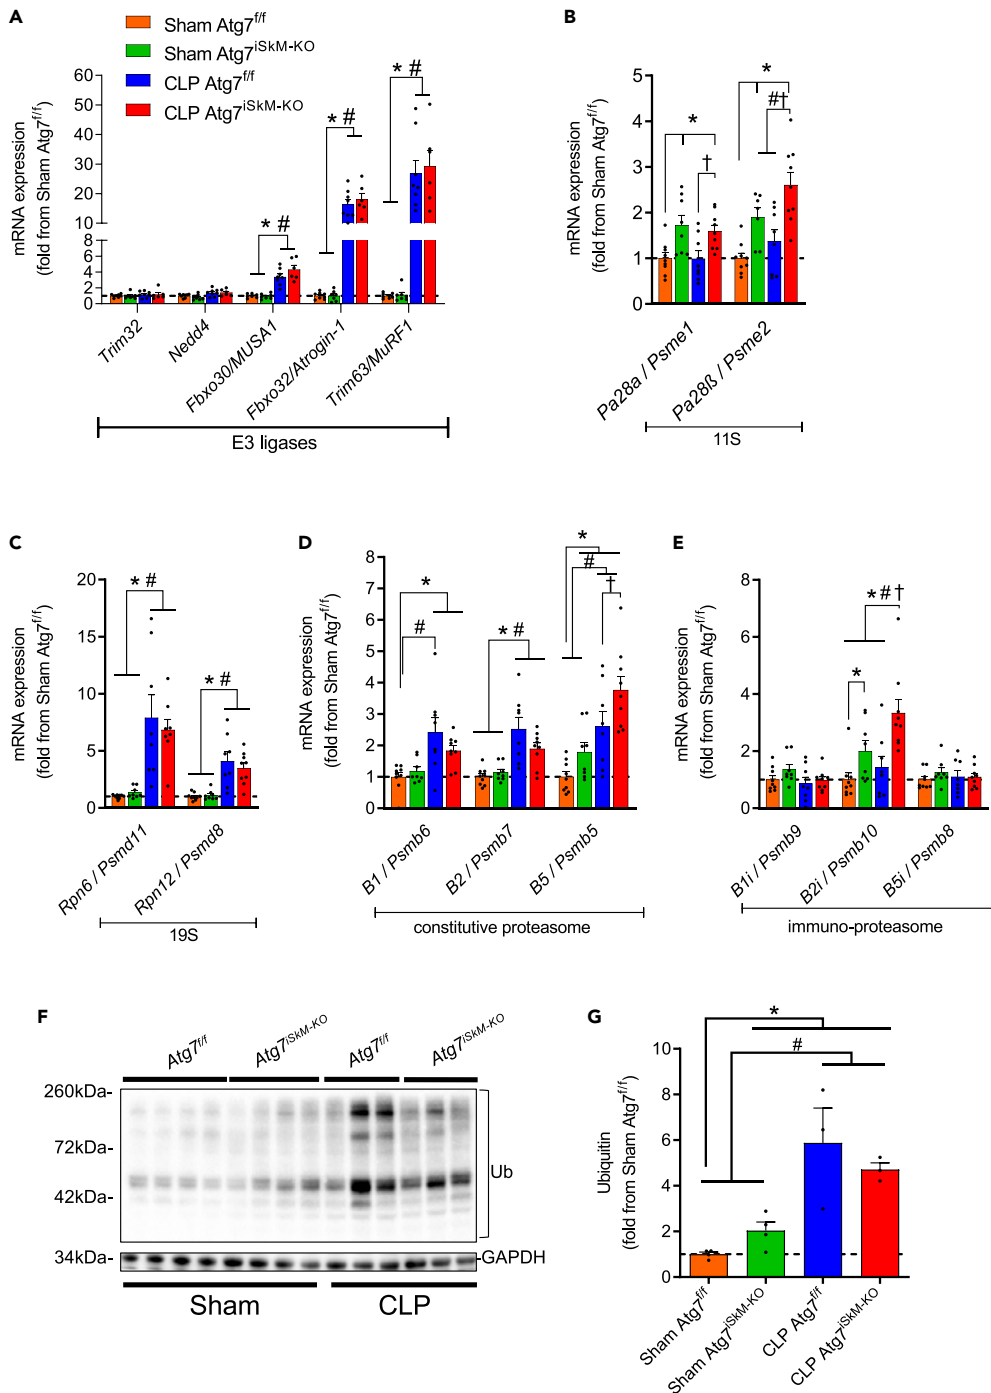 A
Sham Atg7f/f
Sham Atg7iSkM-KO
CLP Atg7f/f
CLP Atg7iSkM-KO
mRNA expression
(fold from Sham Atg7f/f)
60
50
40
30
20
10
8
6
4
2
1
0
* #
* #
* #
Trim32
Nedd4
Fbxo30/MUSA1
Fbxo32/Atrogin-1
Trim63/MuRF1
E3 ligases
B
mRNA expression
(fold from Sham Atg7f/f)
5
4
3
2
1
0
*
†
*
#†
Pa28a / Psme1
Pa28ß / Psme2
11S
C
mRNA expression
(fold from Sham Atg7f/f)
20
15
10
5
0
* #
* #
Rpn6 / Psmd11
Rpn12 / Psmd8
19S
D
mRNA expression
(fold from Sham Atg7f/f)
8
7
6
5
4
3
2
1
0
*
#
* #
*
#
†
B1 / Psmb6
B2 / Psmb7
B5 / Psmb5
constitutive proteasome
E
mRNA expression
(fold from Sham Atg7f/f)
8
6
4
2
1
0
*
* # †
B1i / Psmb9
B2i / Psmb10
B5i / Psmb8
immuno-proteasome
F
Atg7f/f
Atg7iSkM-KO
Atg7f/f
Atg7iSkM-KO
260kDa-
72kDa-
42kDa-
34kDa-
Ub
-GAPDH
Sham
CLP
G
Ubiquitin
(fold from Sham Atg7f/f)
10
8
6
4
2
1
0
*
#
Sham Atg7f/f
Sham Atg7iSkM-KO
CLP Atg7f/f
CLP Atg7iSkM-KO